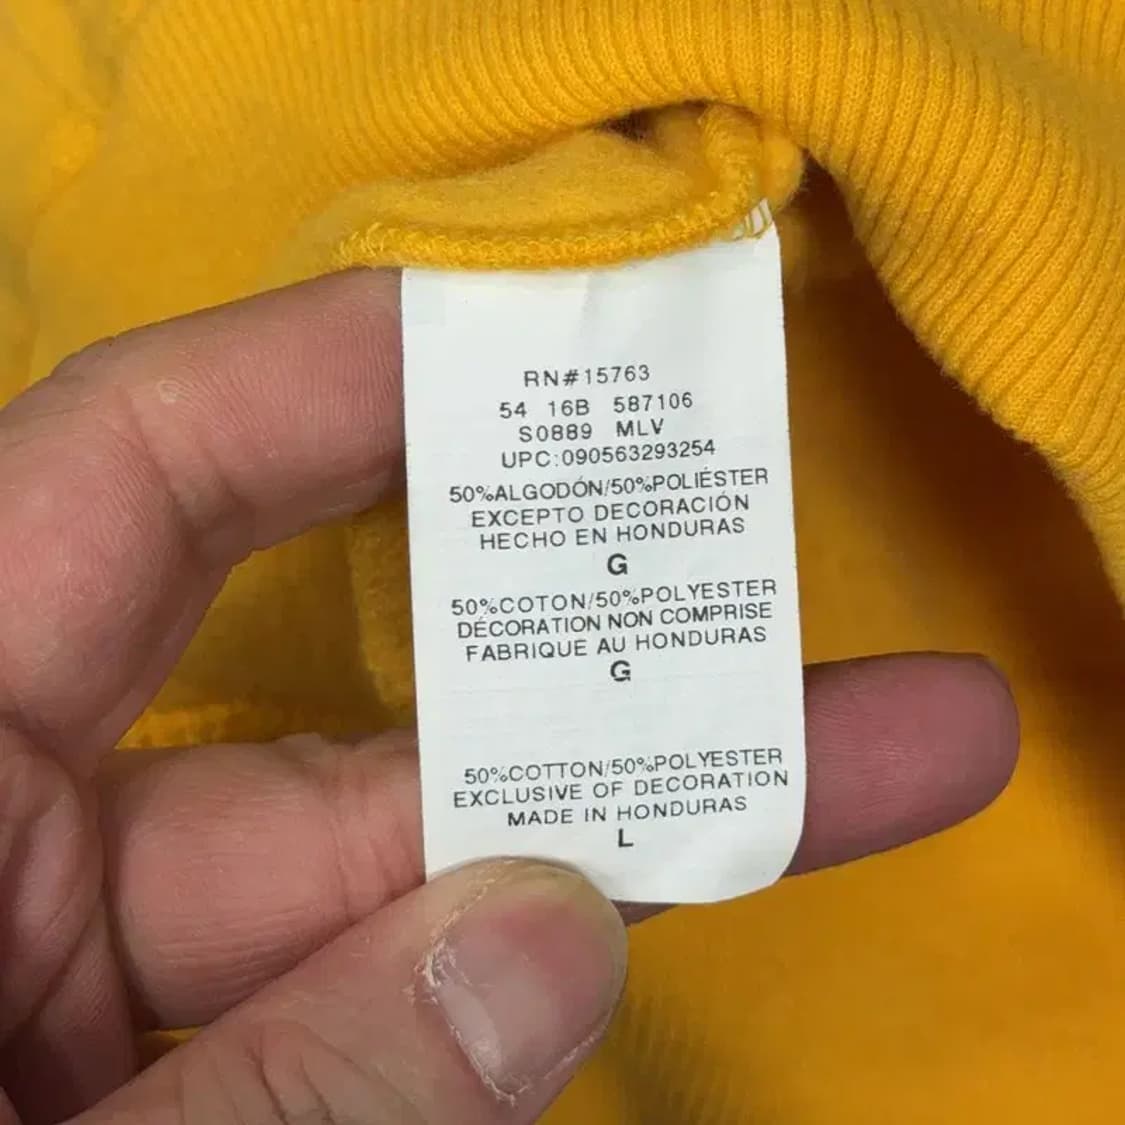 RN#15763
54 16B 587106
S0889 MLV
UPC:090563293254
50%ALGODÓN/50%POLIÉSTER
EXCEPTO DECORACIÓN
HECHO EN HONDURAS
G
50%COTON/50%POLYESTER
DÉCORATION NON COMPRISE
FABRIQUE AU HONDURAS
G
50%COTTON/50%POLYESTER
EXCLUSIVE OF DECORATION
MADE IN HONDURAS
L